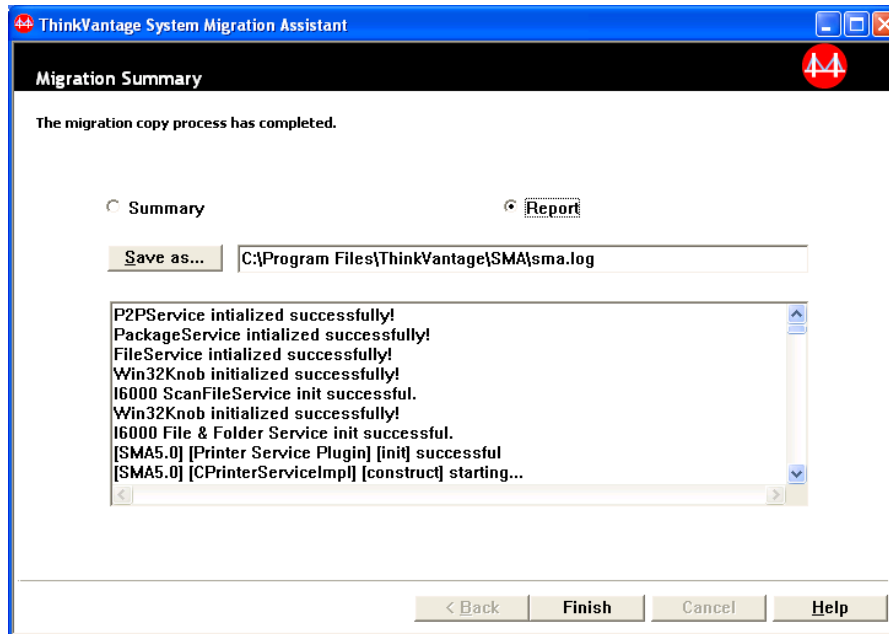 ThinkVantage System Migration Assistant
Migration Summary
The migration copy process has completed.
Summary
Report
Save as...
C:\Program Files\ThinkVantage\SMA\sma.log
P2PService intialized successfully!
PackageService intialized successfully!
FileService intialized successfully!
Win32Knob initialized successfully!
I6000 ScanFileService init successful.
Win32Knob initialized successfully!
I6000 File & Folder Service init successful.
[SMA5.0] [Printer Service Plugin] [init] successful
[SMA5.0] [CPrinterServiceImpl] [construct] starting...
< Back
Finish
Cancel
Help